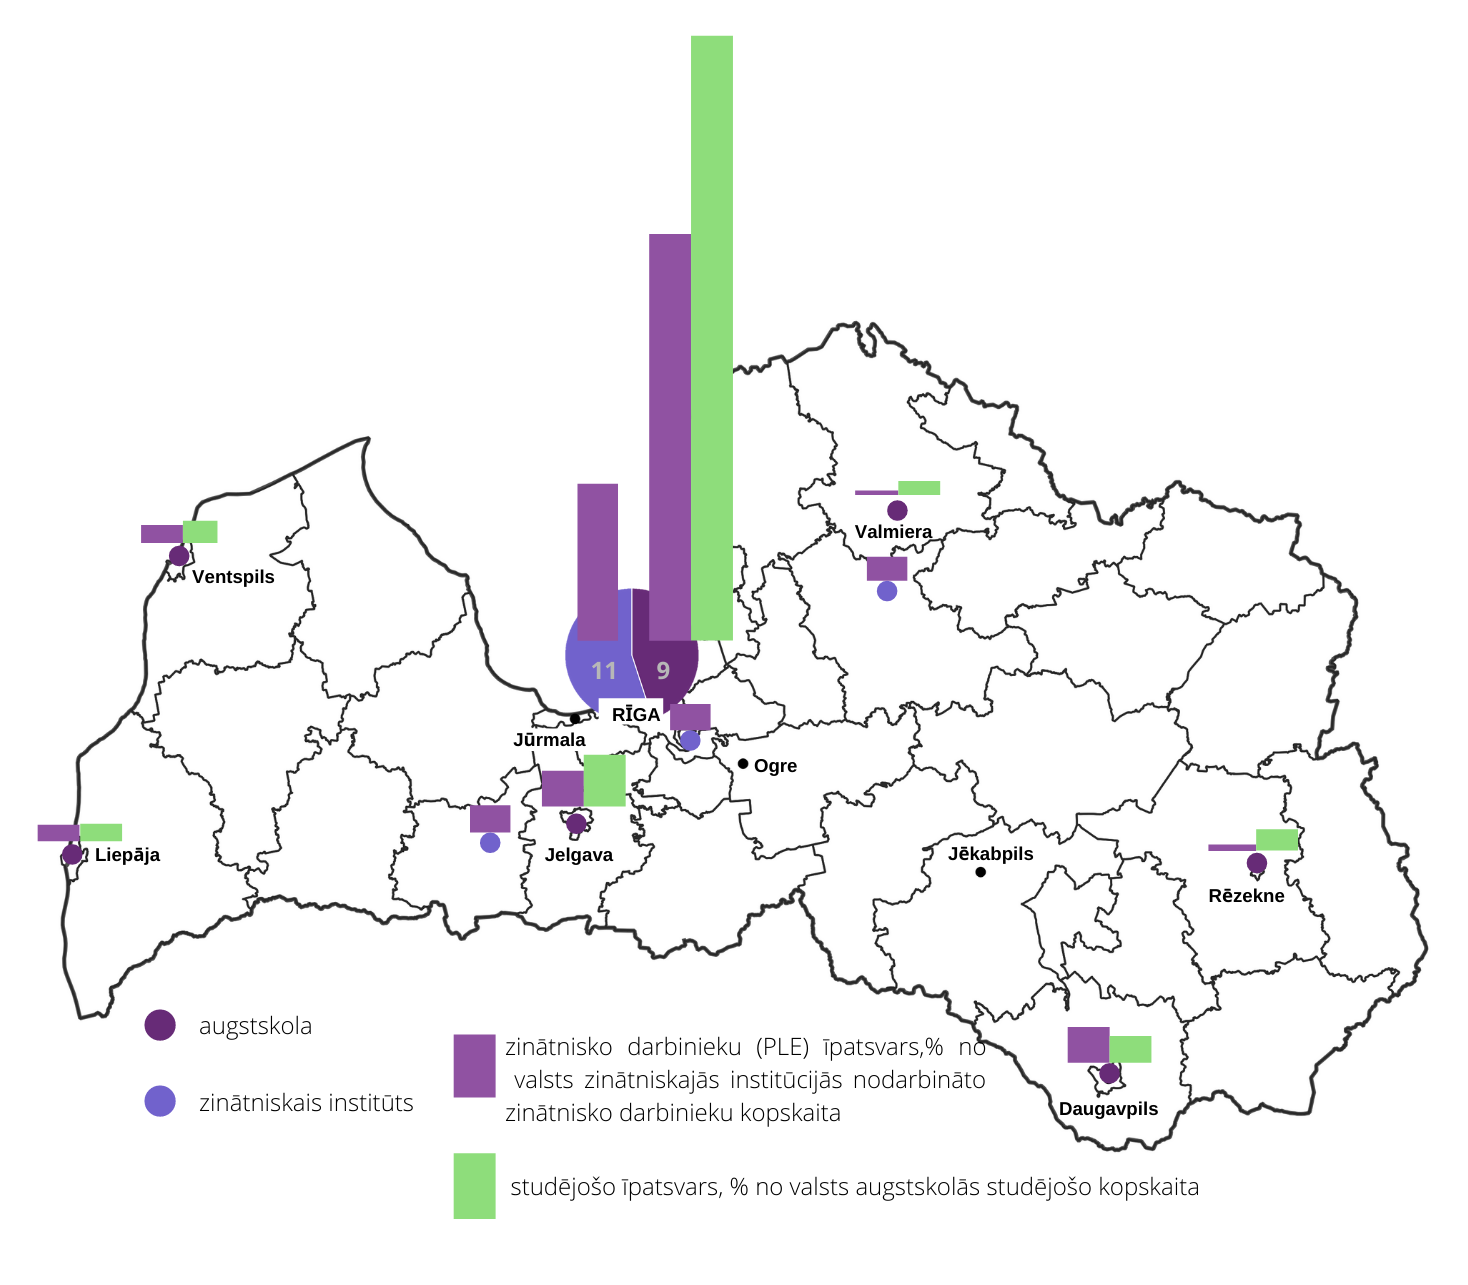 11
9
Valmiera
Ventspils
RĪGA
Jūrmala
Ogre
Liepāja
Jelgava
Jēkabpils
Rēzekne
Daugavpils
augstskola
zinātniskais institūts
zinātnisko darbinieku (PLE) īpatsvars,% no
valsts zinātniskajās institūcijās nodarbināto
zinātnisko darbinieku kopskaita
studējošo īpatsvars, % no valsts augstskolās studējošo kopskaita